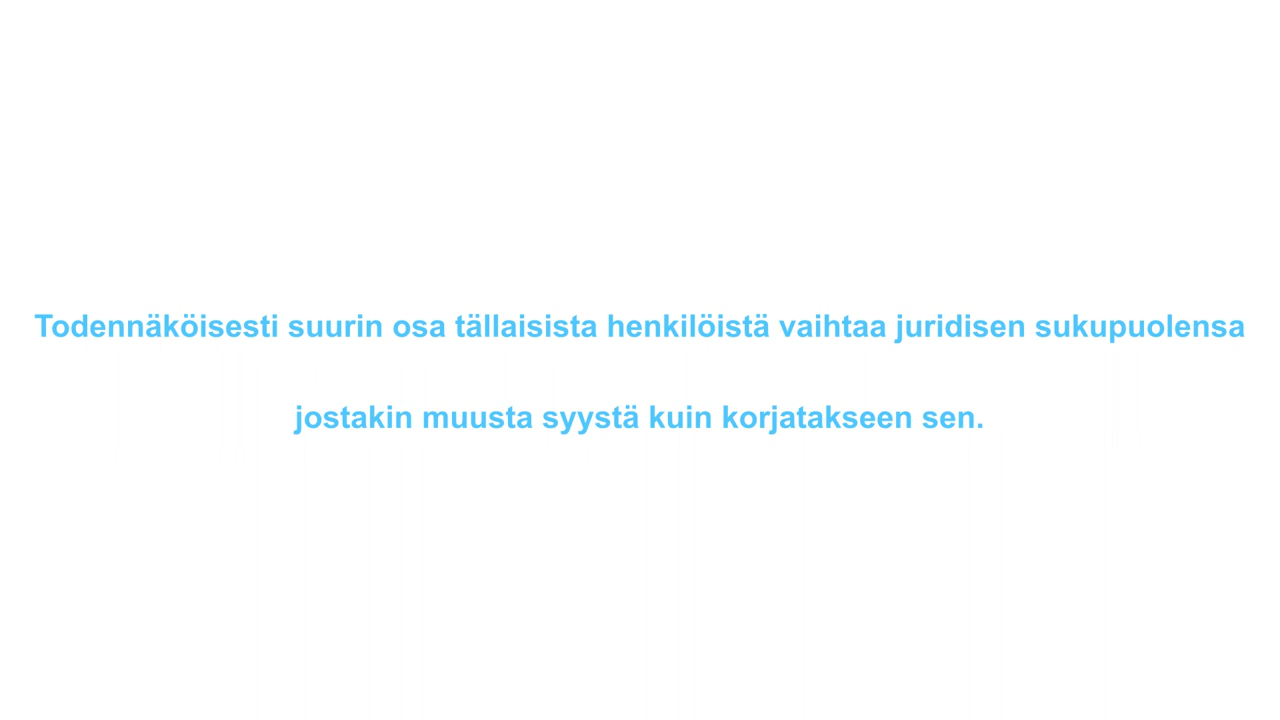 Todennäköisesti suurin osa tällaisista henkilöistä vaihtaa juridisen sukupuolensa
jostakin muusta syystä kuin korjatakseen sen.